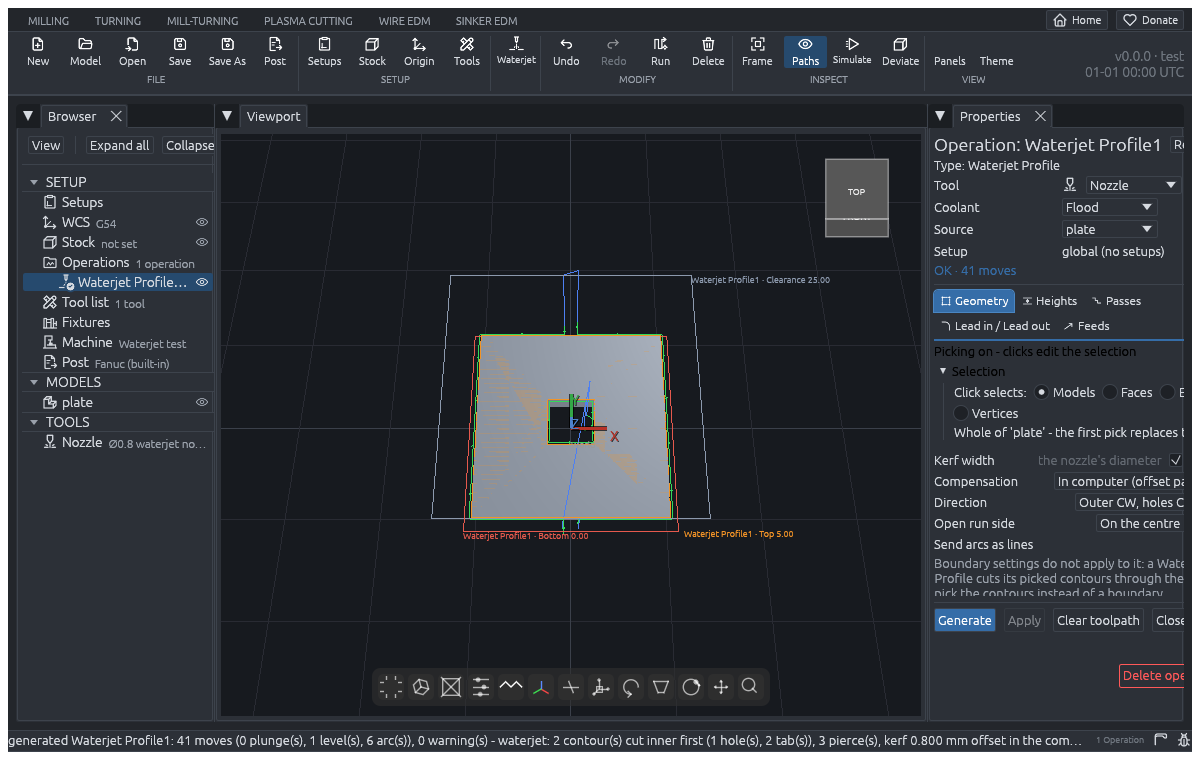 MILLING TURNING MILL-TURNING PLASMA CUTTING WIRE EDM SINKER EDM Home Donate
New Model Open Save Save As Post Setups Stock Origin Tools Waterjet Undo Redo Run Delete Frame Paths Simulate Deviate Panels Theme
FILE SETUP MODIFY INSPECT VIEW
v0.0.0 · test
01-01 00:00 UTC
Browser
View Expand all Collapse
SETUP
Setups
WCS G54
Stock not set
Operations 1 operation
Waterjet Profile...
Tool list 1 tool
Fixtures
Machine Waterjet test
Post Fanuc (built-in)
MODELS
plate
TOOLS
Nozzle Ø0.8 waterjet no...
Viewport
TOP
Waterjet Profile1 · Clearance 25.00
Y
Z
X
Waterjet Profile1 · Bottom 0.00
Waterjet Profile1 · Top 5.00
Properties
Operation: Waterjet Profile1 Re
Type: Waterjet Profile
Tool Nozzle
Coolant Flood
Source plate
Setup global (no setups)
OK · 41 moves
Geometry Heights Passes
Lead in / Lead out Feeds
Picking on - clicks edit the selection
Selection
Click selects: Models Faces E
Vertices
Whole of 'plate' - the first pick replaces
Kerf width the nozzle's diameter
Compensation In computer (offset pa
Direction Outer CW, holes C
Open run side On the centre
Send arcs as lines
Boundary settings do not apply to it: a Wate
Profile cuts its picked contours through the
pick the contours instead of a boundary
Generate Apply Clear toolpath Close
Delete ope
generated Waterjet Profile1: 41 moves (0 plunge(s), 1 level(s), 6 arc(s)), 0 warning(s) - waterjet: 2 contour(s) cut inner first (1 hole(s), 2 tab(s)), 3 pierce(s), kerf 0.800 mm offset in the com... 1 Operation